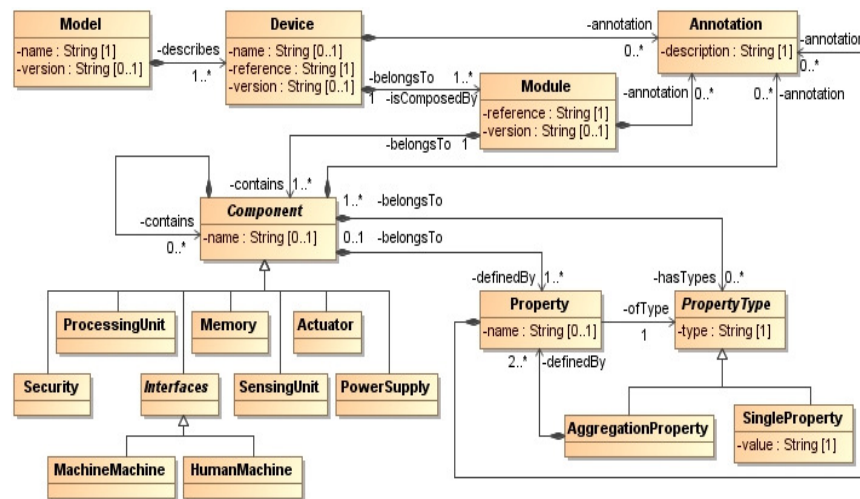 Model
-name : String [1]
-version : String [0..1]
-describes
1..*
Device
-name : String [0..1]
-reference : String [1]
-version : String [0..1]
-annotation
0..*
Annotation
-description : String [1]
-annotation
0..*
-belongsTo
1..*
1
-isComposedBy
Module
-reference : String [1]
-version : String [0..1]
-annotation
0..*
0..*
-annotation
-belongsTo
1
-contains
1..*
-contains
0..*
Component
-name : String [0..1]
1..*
-belongsTo
0..1
-belongsTo
-definedBy
1..*
-hasTypes
0..*
ProcessingUnit
Memory
Actuator
Security
Interfaces
SensingUnit
PowerSupply
MachineMachine
HumanMachine
Property
-name : String [0..1]
-ofType
1
PropertyType
-type : String [1]
2..*
-definedBy
AggregationProperty
SingleProperty
-value : String [1]